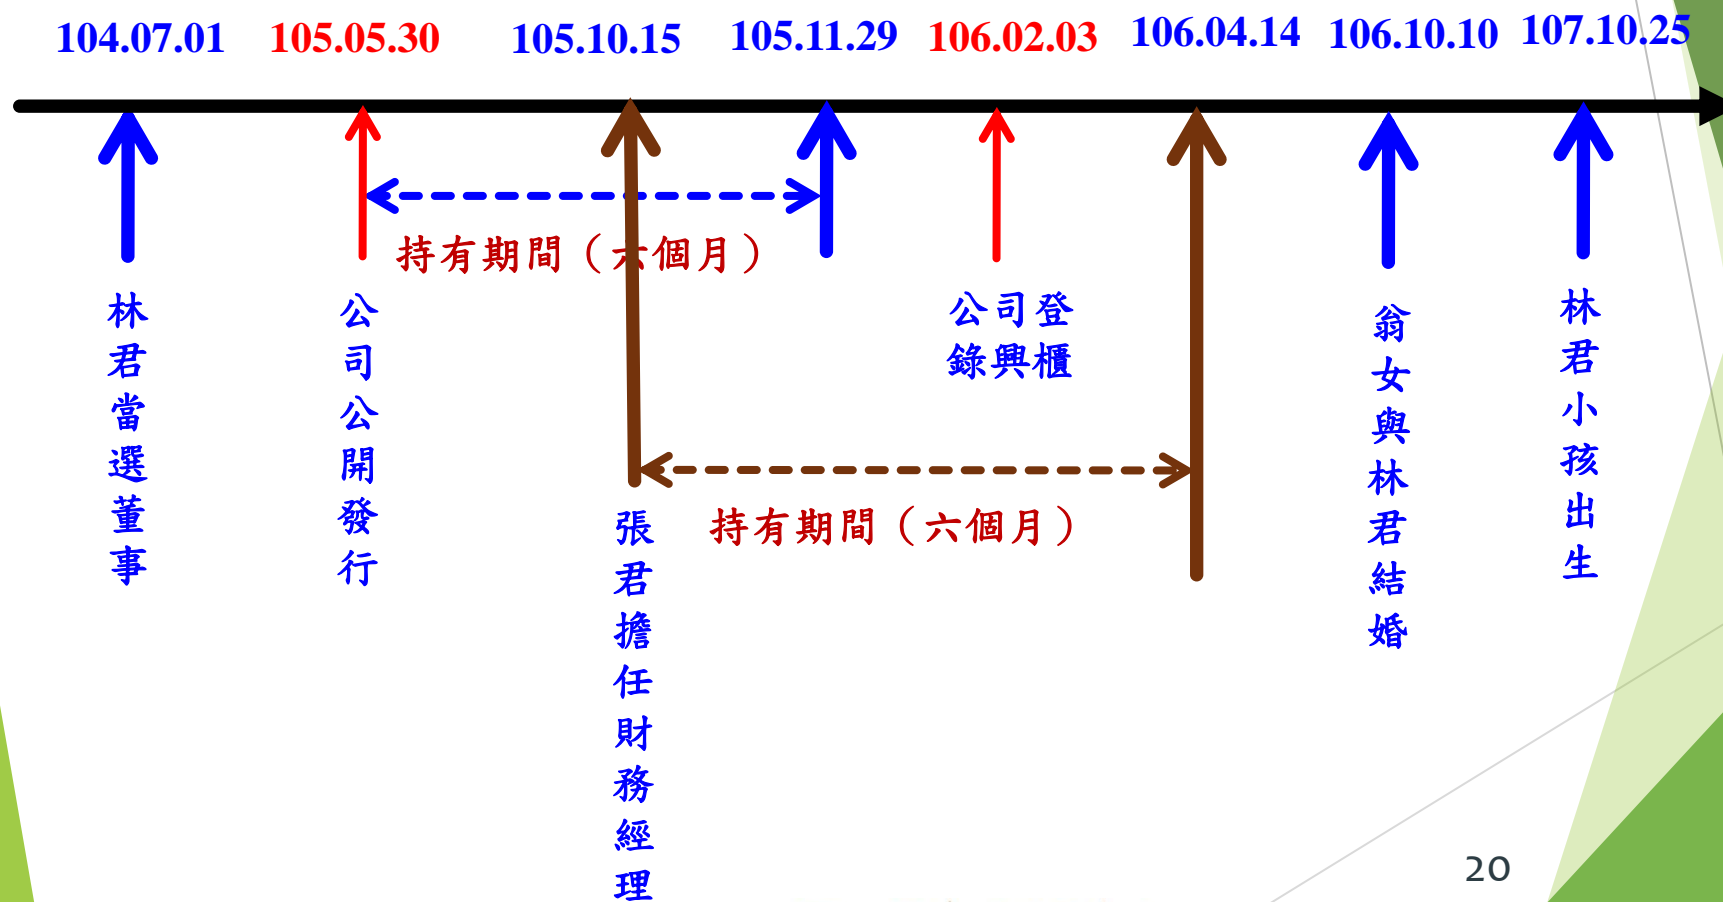 104.07.01 105.05.30 105.10.15 105.11.29 106.02.03 106.04.14 106.10.10 107.10.25
持有期間（六個月）
林君當選董事
公司公開發行
公司登
錄興櫃
翁女與林君結婚
林君小孩出生
持有期間（六個月）
張君擔任財務經理
20